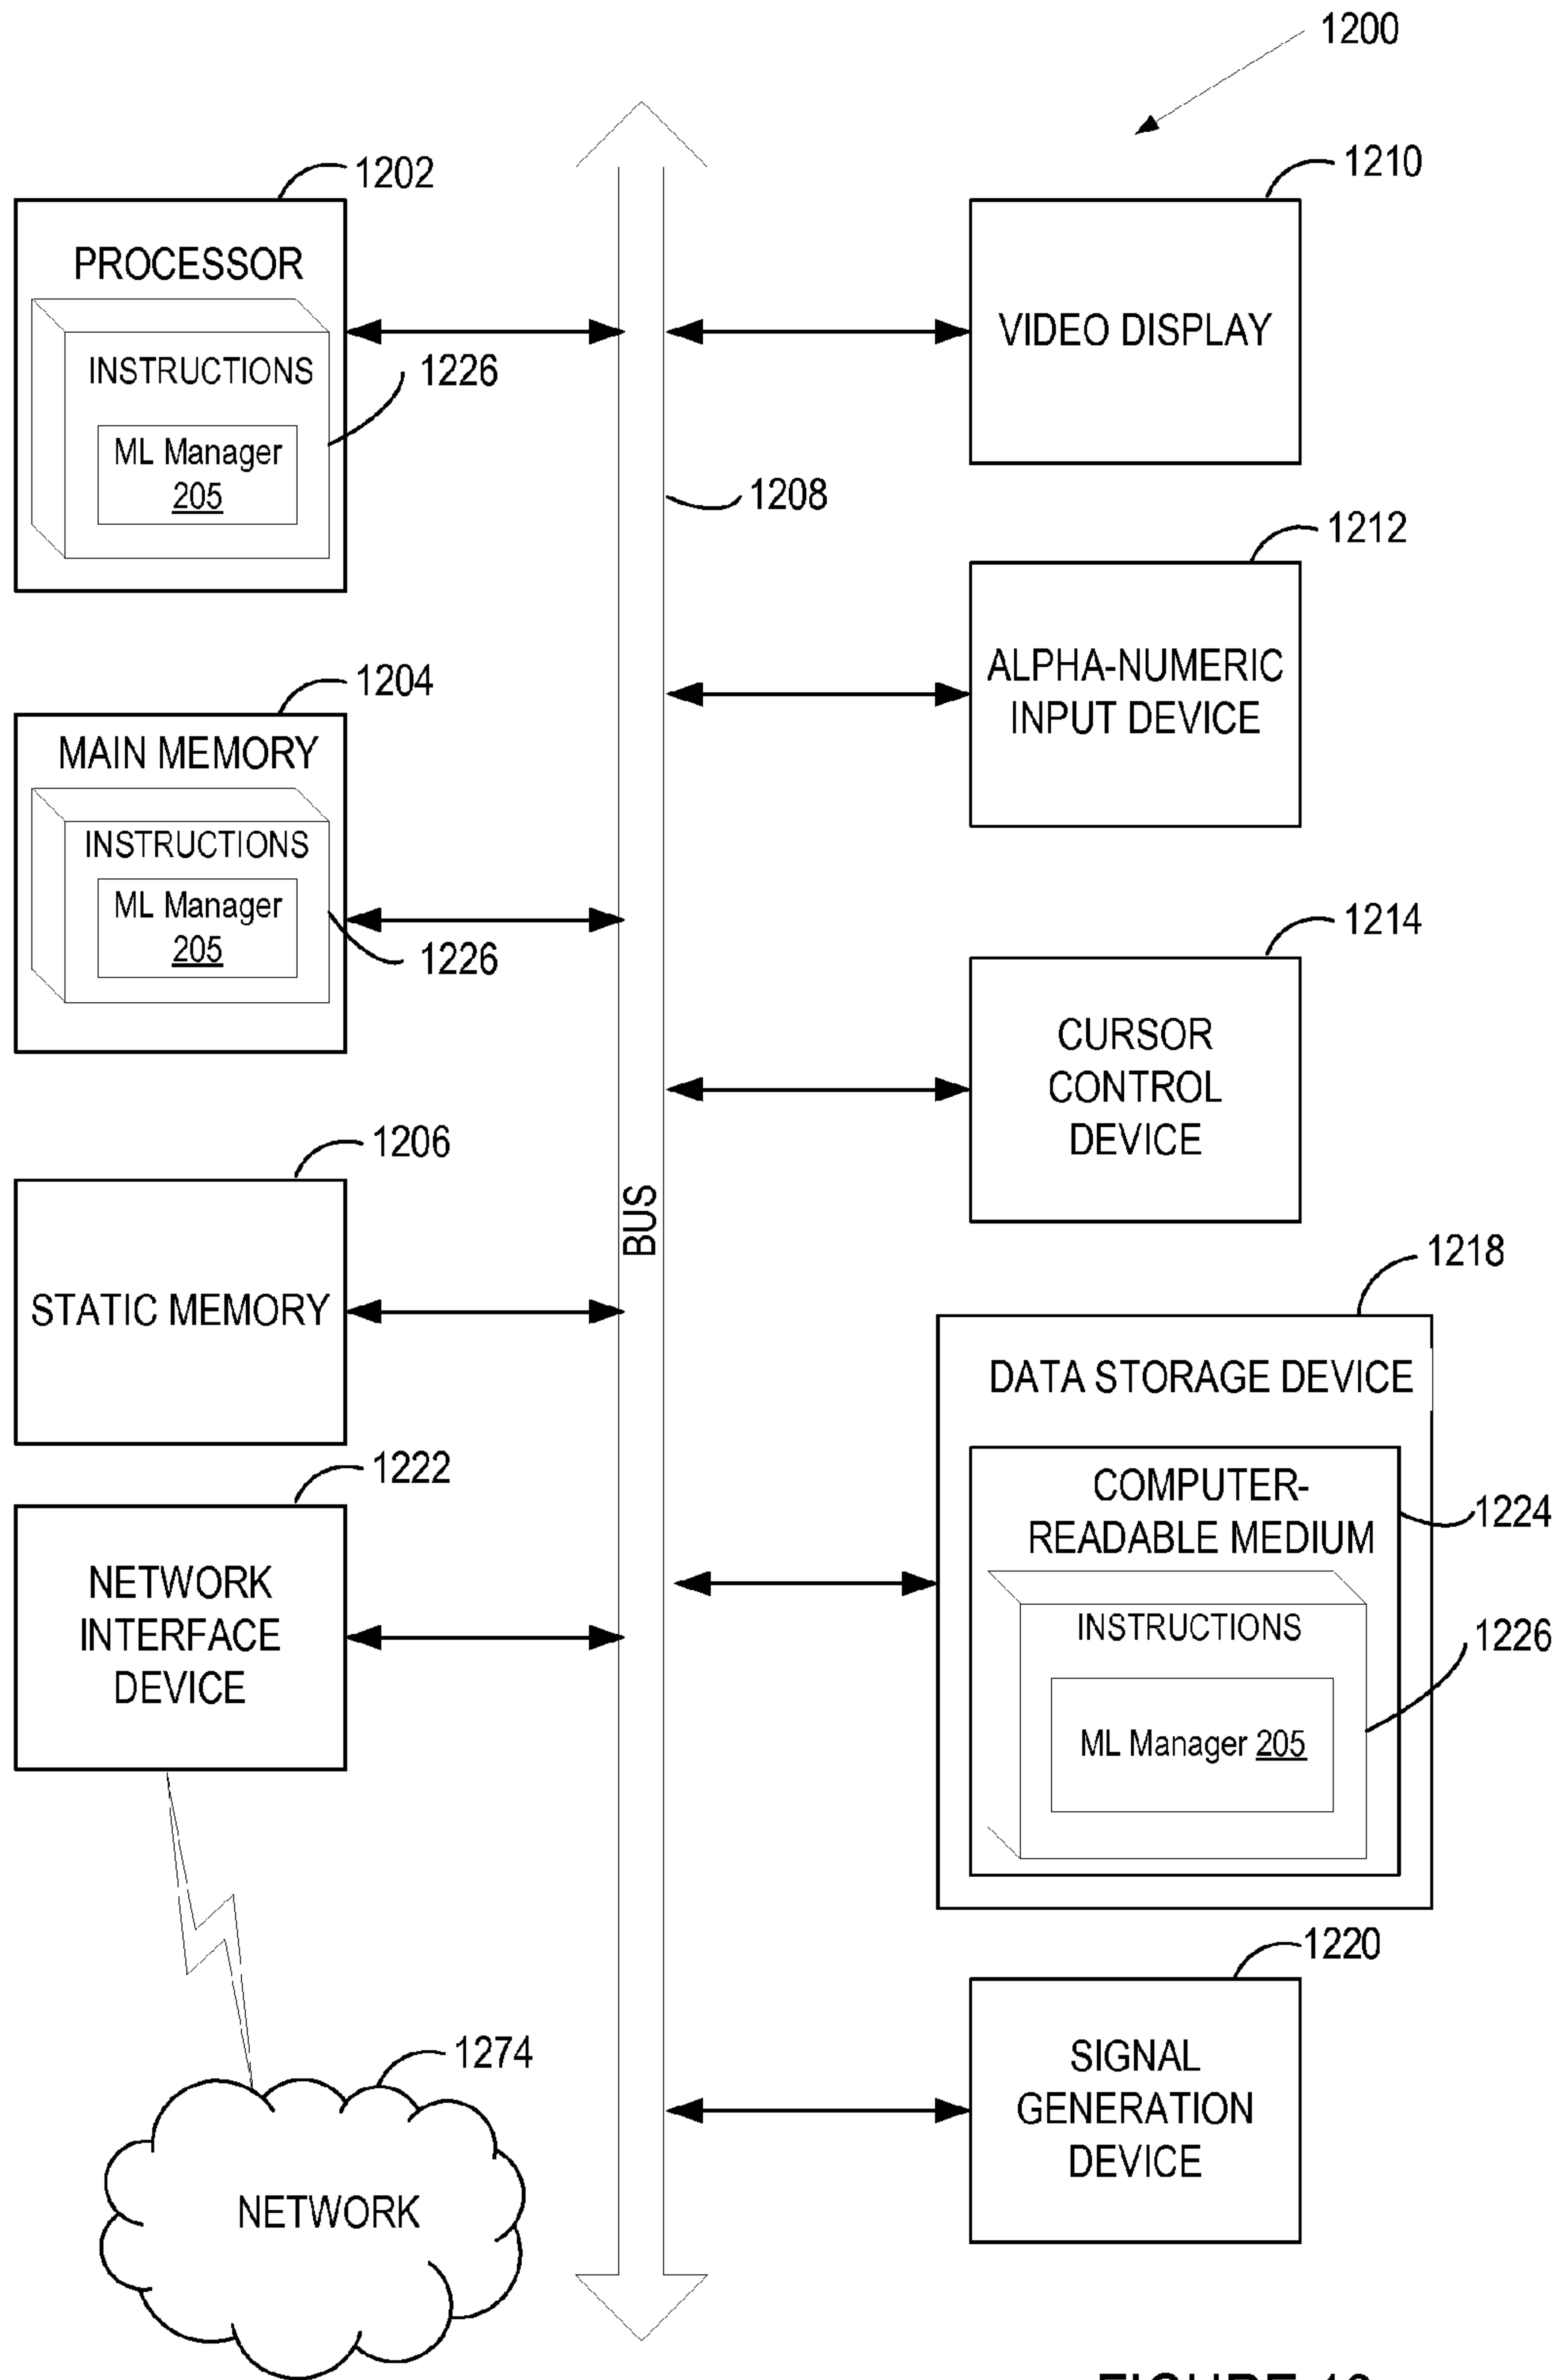 1200
1202
PROCESSOR
INSTRUCTIONS
ML Manager
205
1226
1204
MAIN MEMORY
INSTRUCTIONS
ML Manager
205
1226
1206
STATIC MEMORY
1222
NETWORK
INTERFACE
DEVICE
1274
NETWORK
1208
BUS
1210
VIDEO DISPLAY
1212
ALPHA-NUMERIC
INPUT DEVICE
1214
CURSOR
CONTROL
DEVICE
1218
DATA STORAGE DEVICE
COMPUTER-
READABLE MEDIUM
1224
INSTRUCTIONS
ML Manager 205
1226
1220
SIGNAL
GENERATION
DEVICE